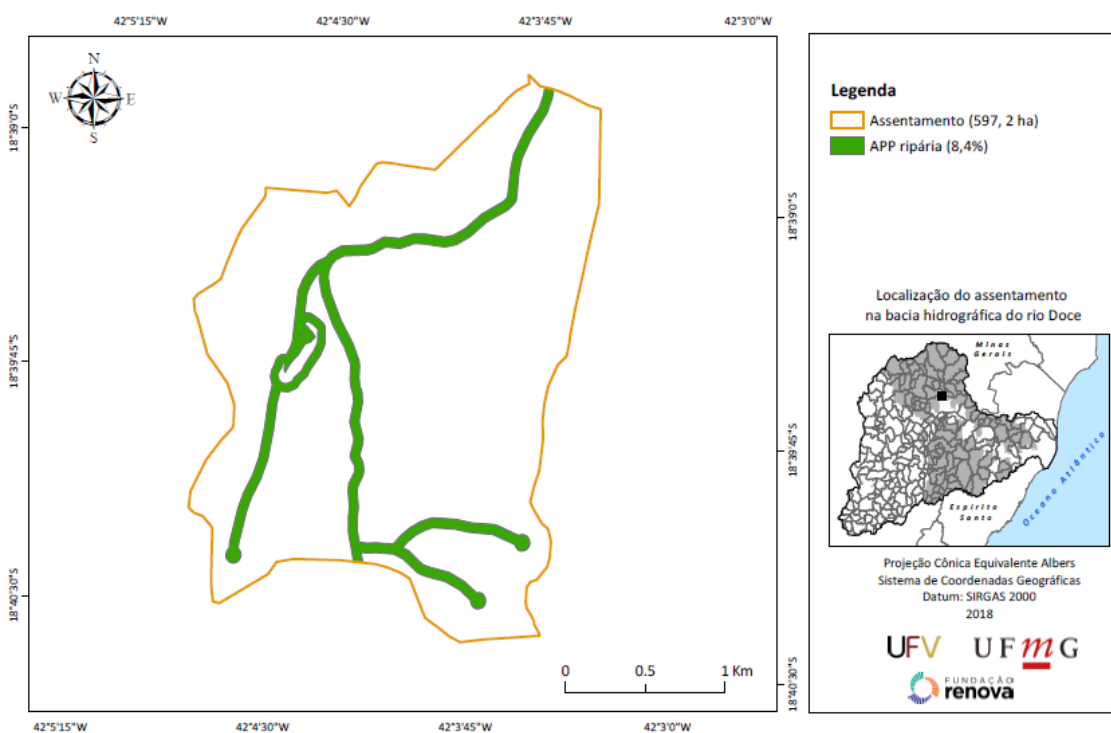 42°5'15"W 42°4'30"W 42°3'45"W 42°3'0"W
N
W E
S
18°39'0"S
18°39'45"S
18°40'30"S
18°39'0"S
18°39'45"S
18°40'30"S
0 0.5 1 Km
42°5'15"W 42°4'30"W 42°3'45"W 42°3'0"W
Legenda
Assentamento (597, 2 ha)
APP ripária (8,4%)
Localização do assentamento
na bacia hidrográfica do rio Doce
Minas
Gerais
Espírito
Santo
Oceano Atlântico
Projeção Cônica Equivalente Albers
Sistema de Coordenadas Geográficas
Datum: SIRGAS 2000
2018
UFV UFmG
FUNDAÇÃO
renova